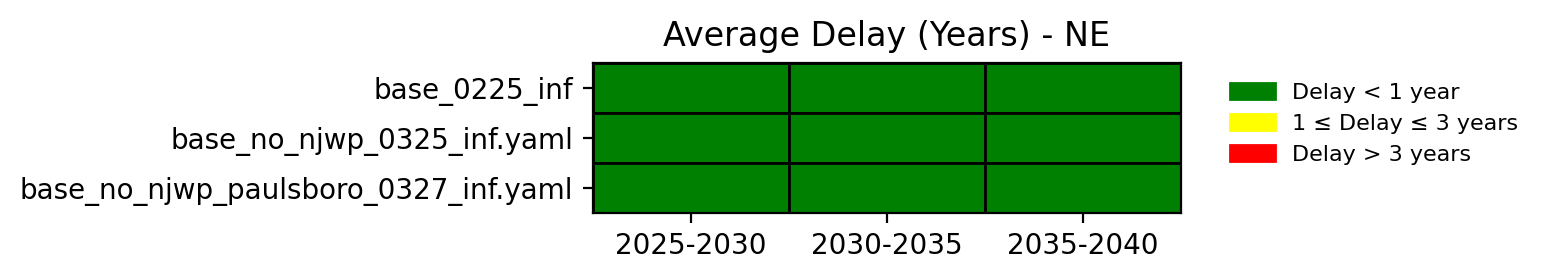 Average Delay (Years) - NE
base_0225_inf
base_no_njwp_0325_inf.yaml
base_no_njwp_paulsboro_0327_inf.yaml
2025-2030 2030-2035 2035-2040
Delay < 1 year
1 ≤ Delay ≤ 3 years
Delay > 3 years